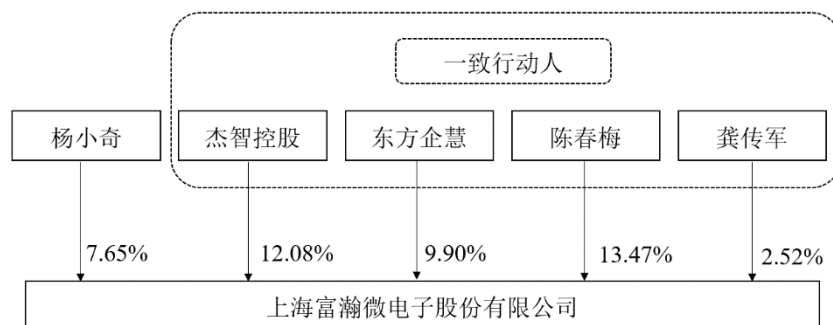 一致行动人
杨小奇 杰智控股 东方企慧 陈春梅 龚传军
7.65% 12.08% 9.90% 13.47% 2.52%
上海富瀚微电子股份有限公司